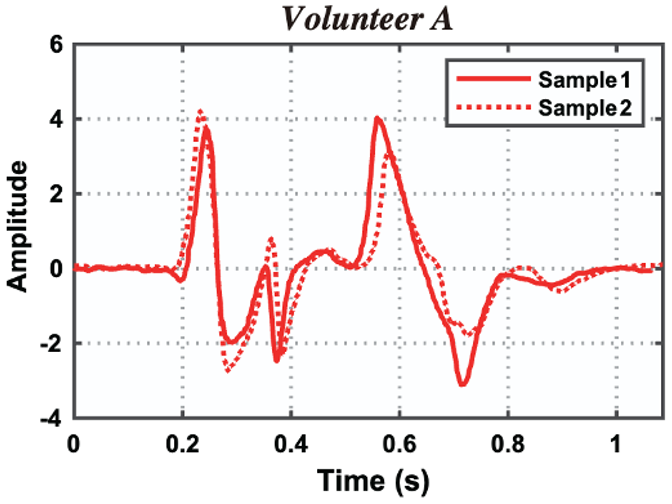 Volunteer A
6
4
2
0
-2
-4
Amplitude
Sample 1
Sample 2
0 0.2 0.4 0.6 0.8 1
Time (s)